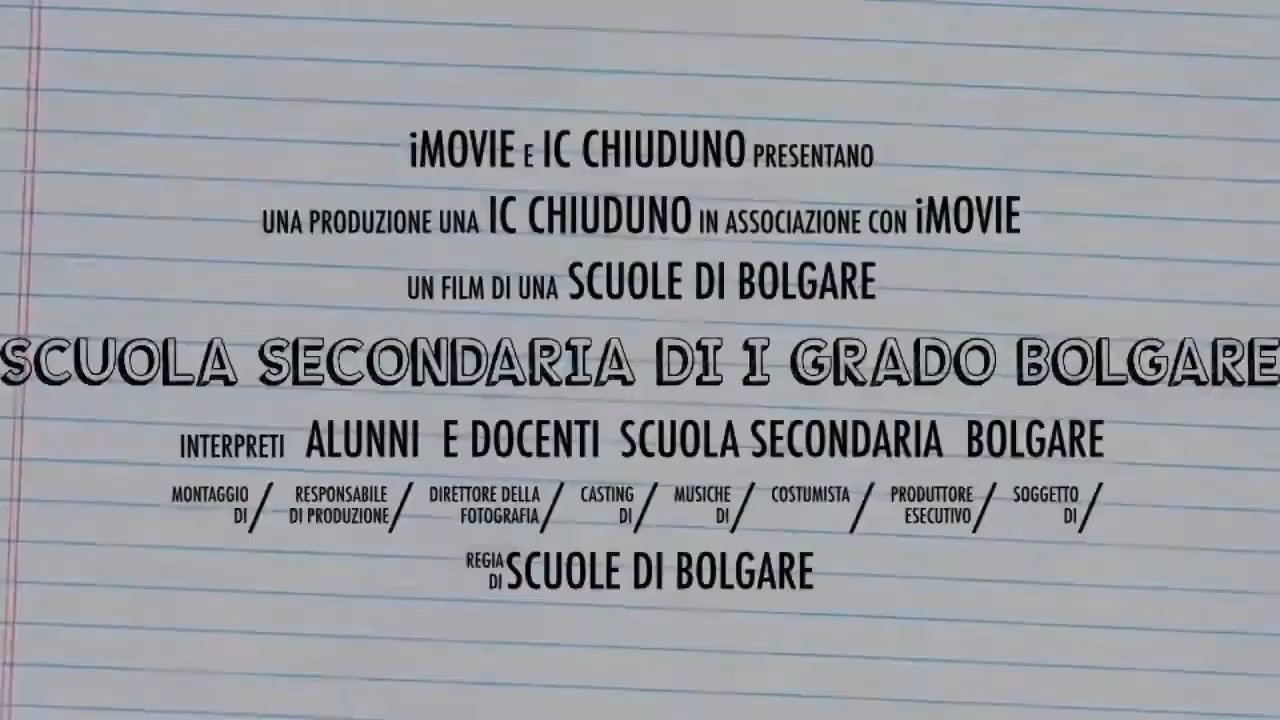 iMOVIE E IC CHIUDUNO PRESENTANO
UNA PRODUZIONE UNA IC CHIUDUNO IN ASSOCIAZIONE CON iMOVIE
UN FILM DI UNA SCUOLE DI BOLGARE
SCUOLA SECONDARIA DI I GRADO BOLGARE
INTERPRETI ALUNNI E DOCENTI SCUOLA SECONDARIA BOLGARE
MONTAGGIO DI/ RESPONSABILE DI PRODUZIONE/ DIRETTORE DELLA FOTOGRAFIA/ CASTING DI/ MUSICHE DI/ COSTUMISTA / PRODUTTORE ESECUTIVO/ SOGGETTO DI/
REGIA DI SCUOLE DI BOLGARE